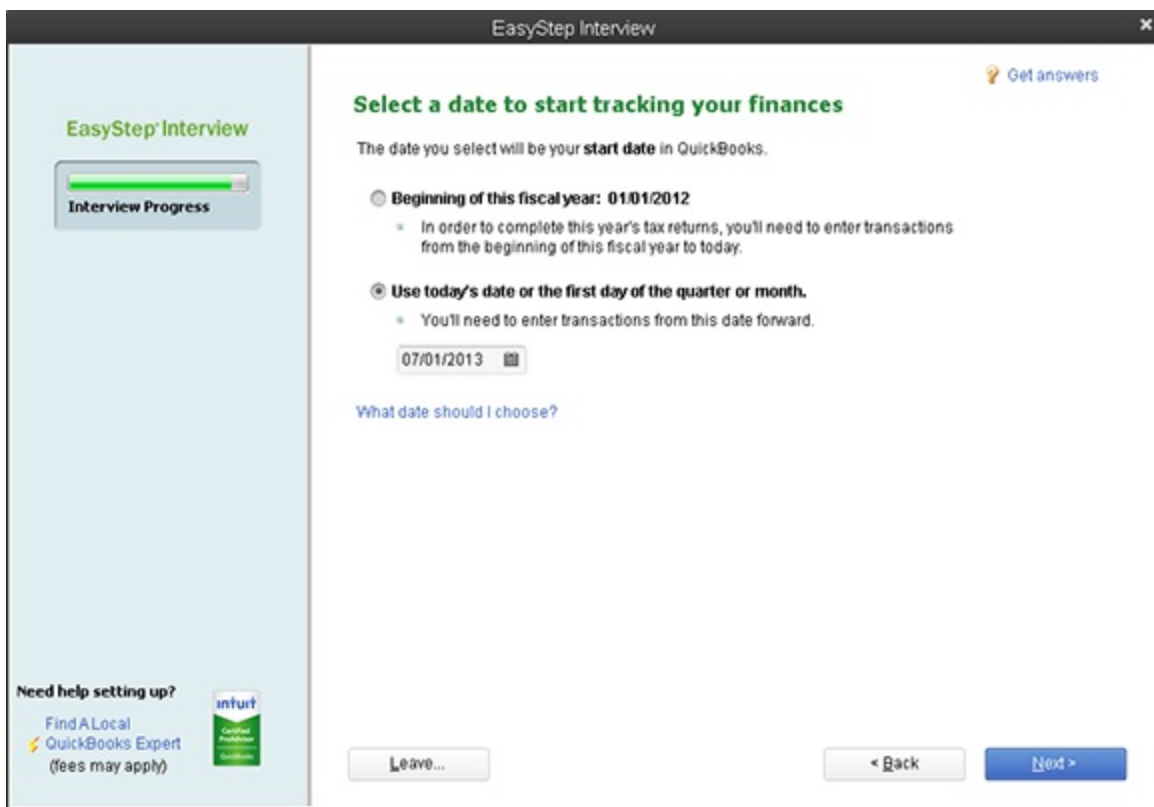 EasyStep Interview
Get answers
EasyStep Interview
Interview Progress
Select a date to start tracking your finances
The date you select will be your start date in QuickBooks.
Beginning of this fiscal year: 01/01/2012
In order to complete this year's tax returns, you'll need to enter transactions
from the beginning of this fiscal year to today.
Use today's date or the first day of the quarter or month.
You'll need to enter transactions from this date forward.
07/01/2013
What date should I choose?
Need help setting up?
Find A Local
QuickBooks Expert
(fees may apply)
intuit
Certified
ProAdvisor
QuickBooks
Leave...
< Back
Next >